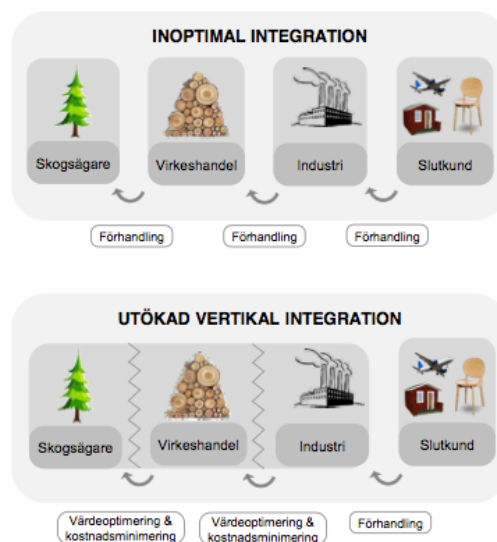 INOPTIMAL INTEGRATION
Skogsägare
Virkeshandel
Industri
Slutkund
Förhandling
Förhandling
Förhandling
UTÖKAD VERTIKAL INTEGRATION
Skogsägare
Virkeshandel
Industri
Slutkund
Värdeoptimering &
kostnadsminimering
Värdeoptimering &
kostnadsminimering
Förhandling